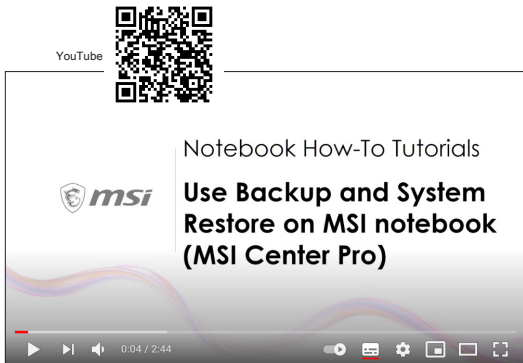 YouTube
Notebook How-To Tutorials
msi
Use Backup and System
Restore on MSI notebook
(MSI Center Pro)
0:04 / 2:44